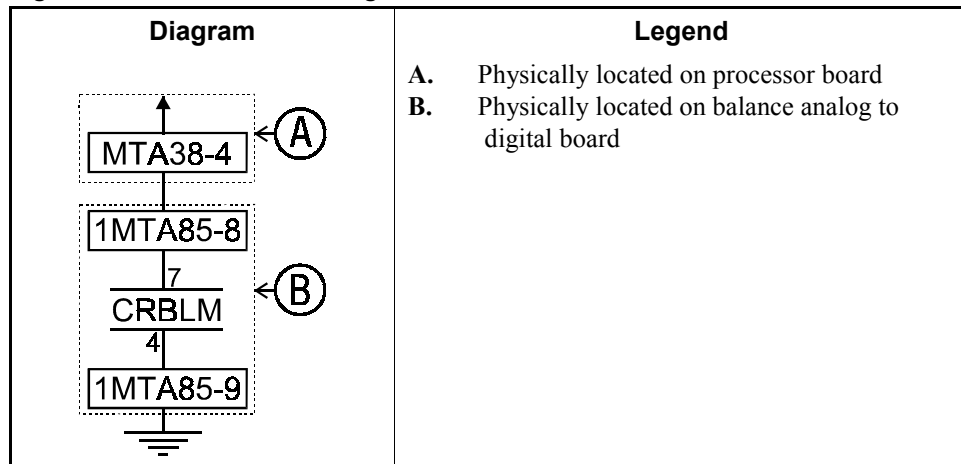 Diagram
Legend
A. Physically located on processor board
B. Physically located on balance analog to
digital board
MTA38-4
A
1MTA85-8
7
CRBLM
B
4
1MTA85-9